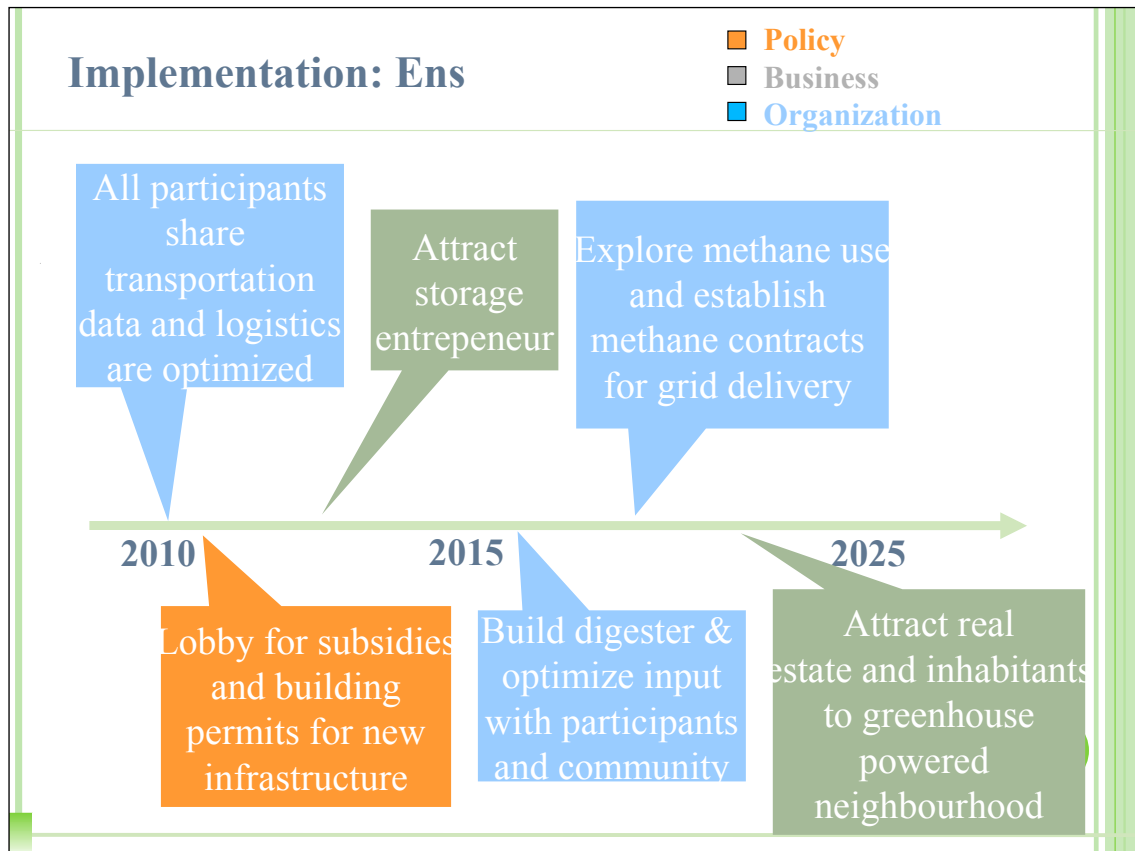 Implementation: Ens
Policy
Business
Organization
All participants
share
transportation
data and logistics
are optimized
Attract
storage
entrepeneur
Explore methane use
and establish
methane contracts
for grid delivery
2010
2015
2025
Lobby for subsidies
and building
permits for new
infrastructure
Build digester &
optimize input
with participants
and community
Attract real
estate and inhabitants
to greenhouse
powered
neighbourhood